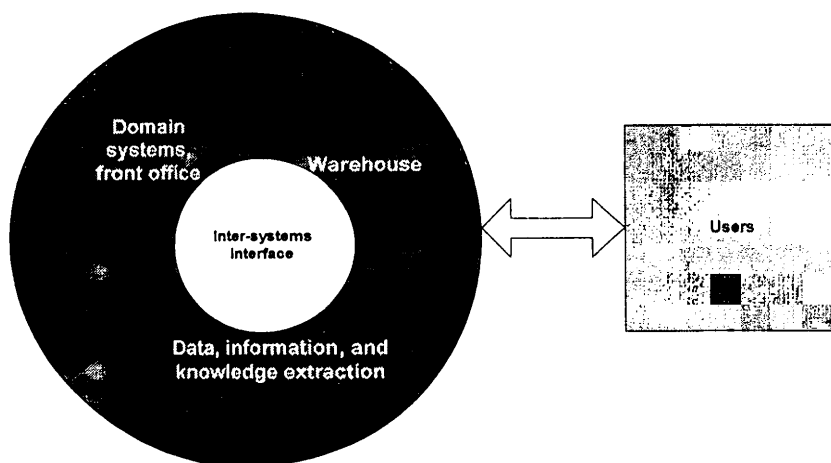 Domain
systems,
front office
Warehouse
Inter-systems
interface
Data, information, and
knowledge extraction
Users